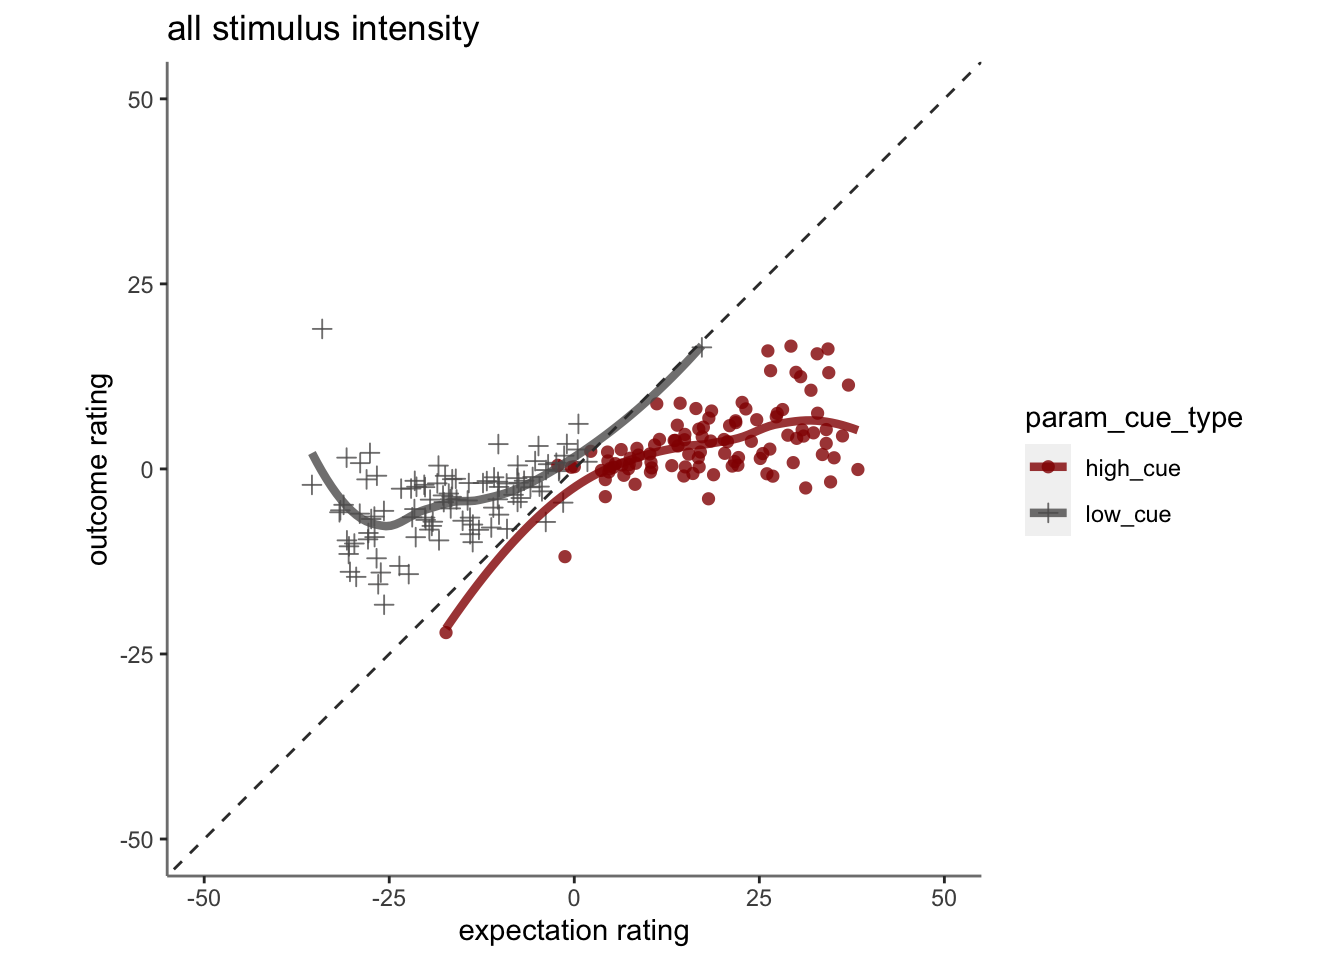 all stimulus intensity
50
25
0
-25
-50
outcome rating
-50 -25 0 25 50
expectation rating
param_cue_type
high_cue
low_cue